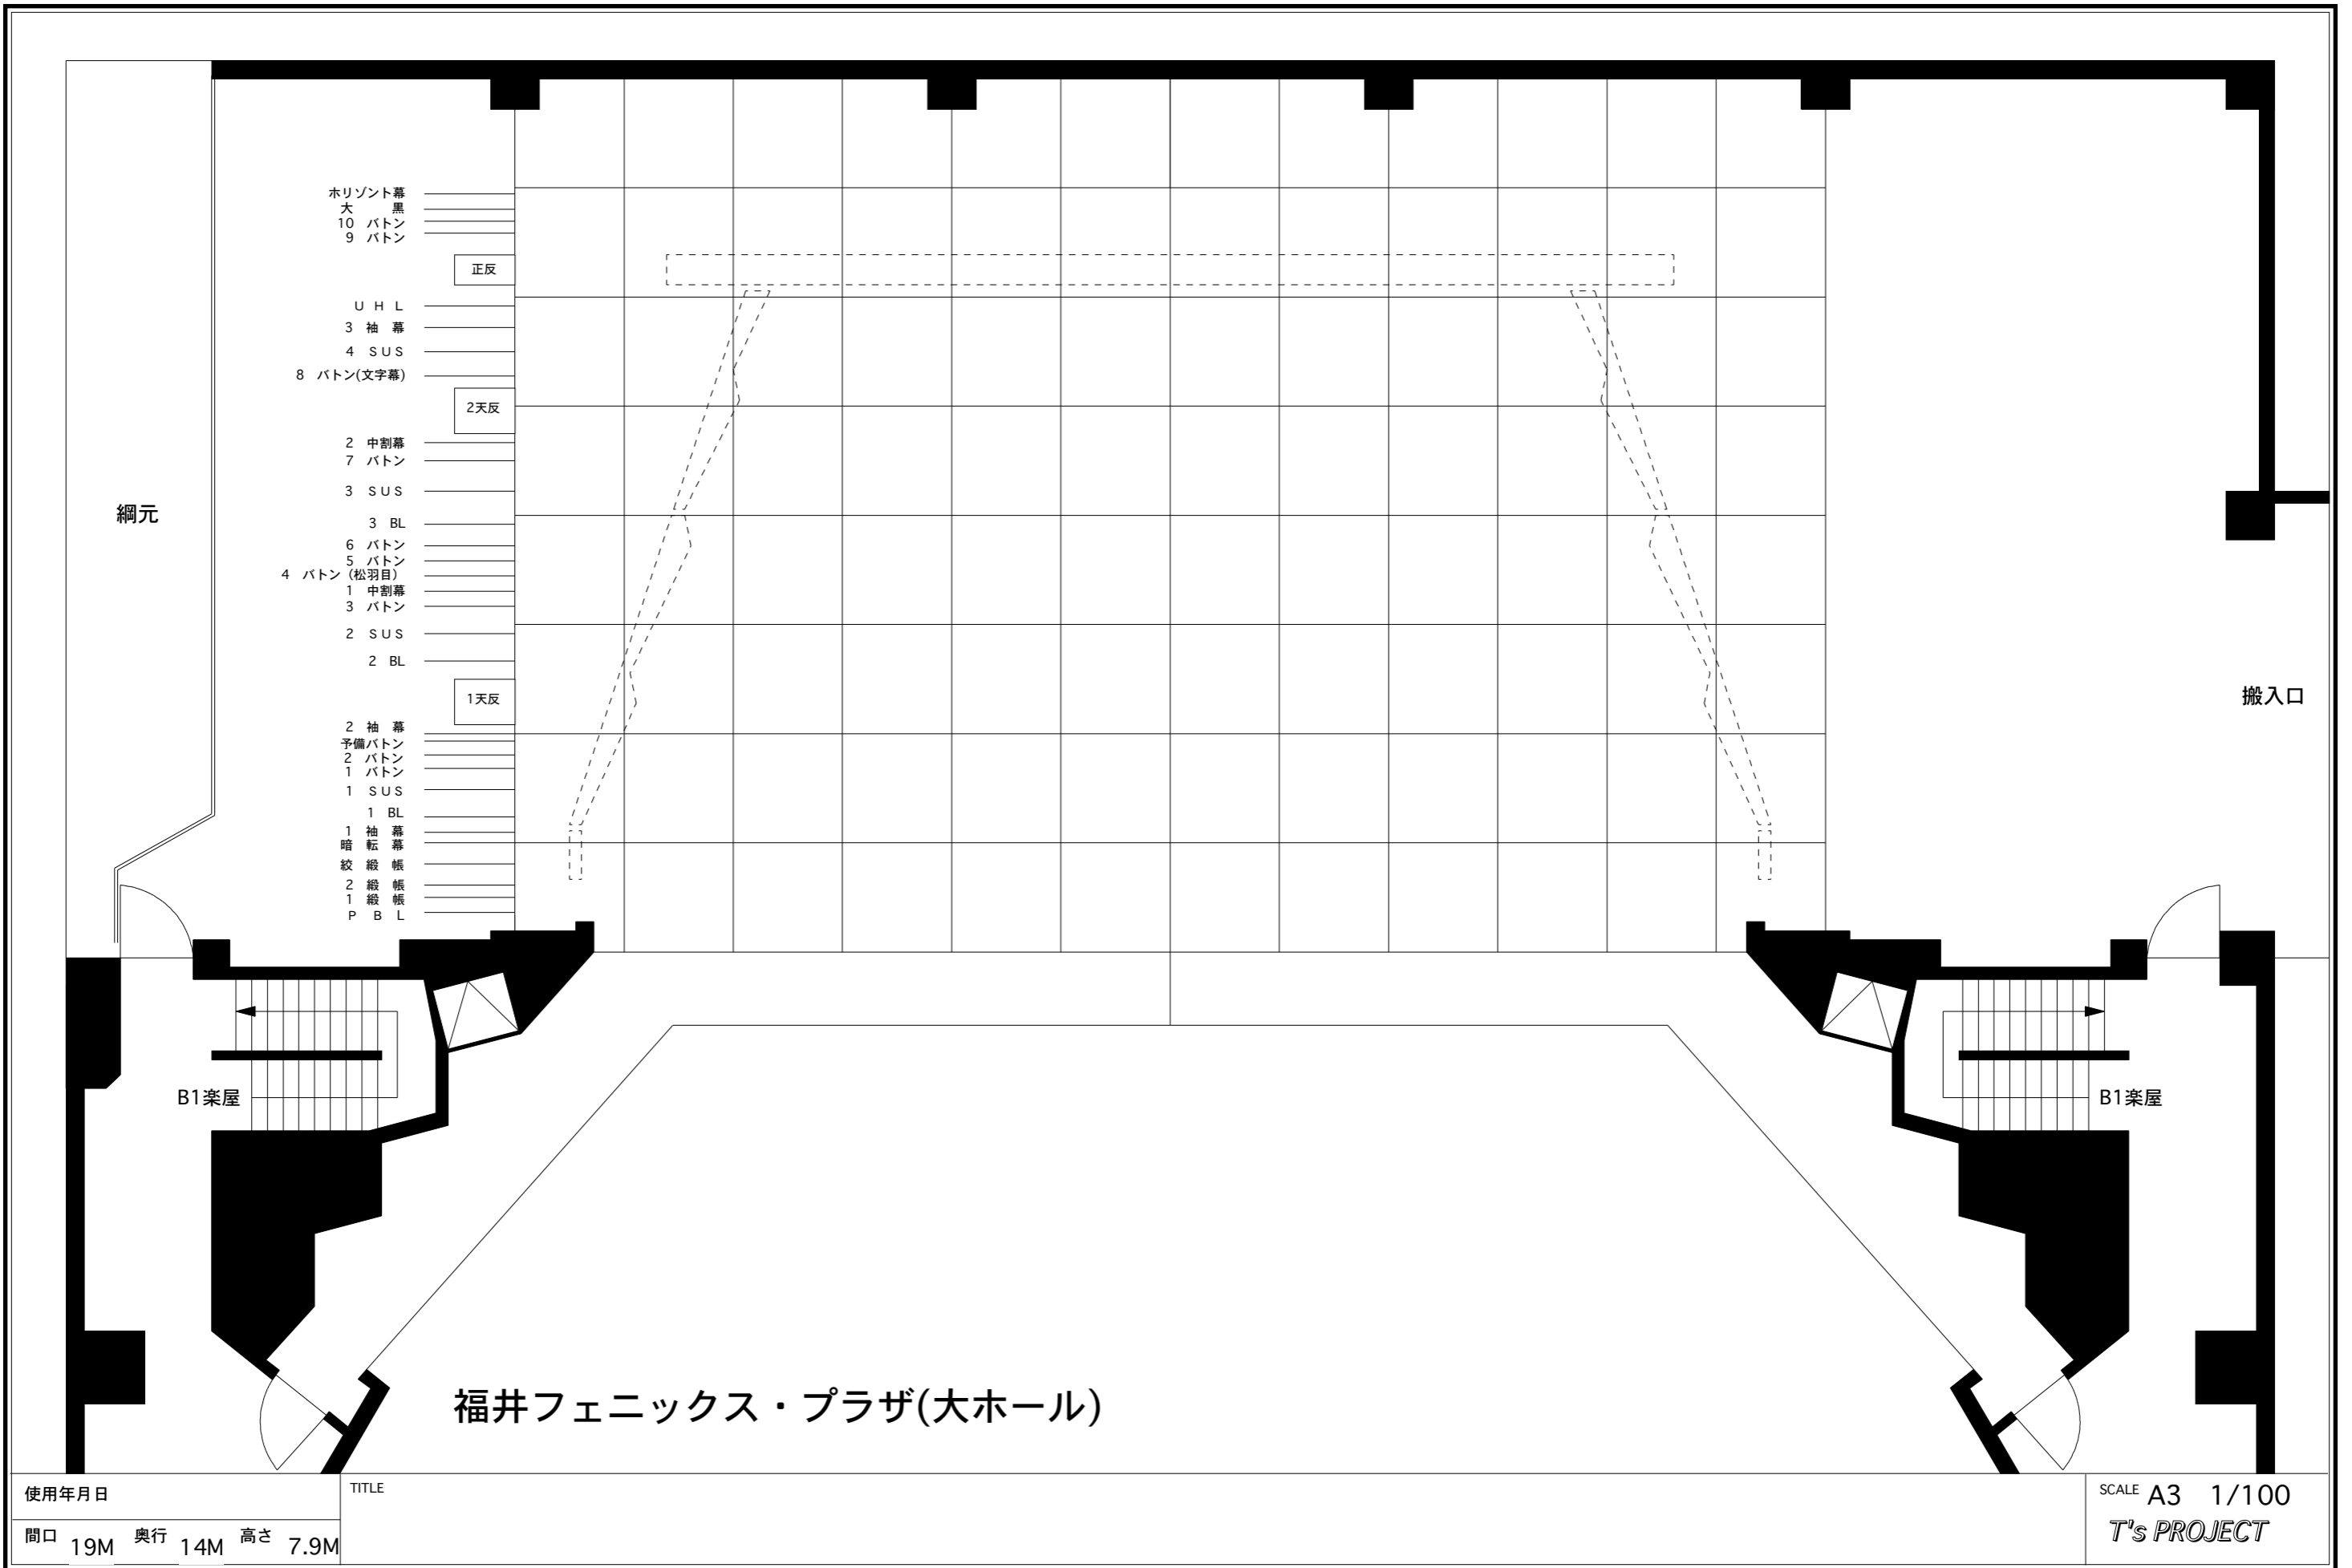 ホリゾント幕
大　黒
10 バトン
9 バトン
正反
U H L
3 袖 幕
4 SUS
8 バトン(文字幕)
2天反
2 中割幕
7 バトン
3 SUS
綱元
3 BL
6 バトン
5 バトン
4 バトン (松羽目)
1 中割幕
3 バトン
2 SUS
2 BL
1天反
搬入口
2 袖 幕
予備バトン
2 バトン
1 バトン
1 SUS
1 BL
1 袖 幕
暗 転 幕
絞 緞 帳
2 緞 帳
1 緞 帳
P B L
B1楽屋
B1楽屋
福井フェニックス・プラザ(大ホール)
使用年月日
TITLE
SCALE A3 1/100
間口 19M 奥行 14M 高さ 7.9M
T's PROJECT